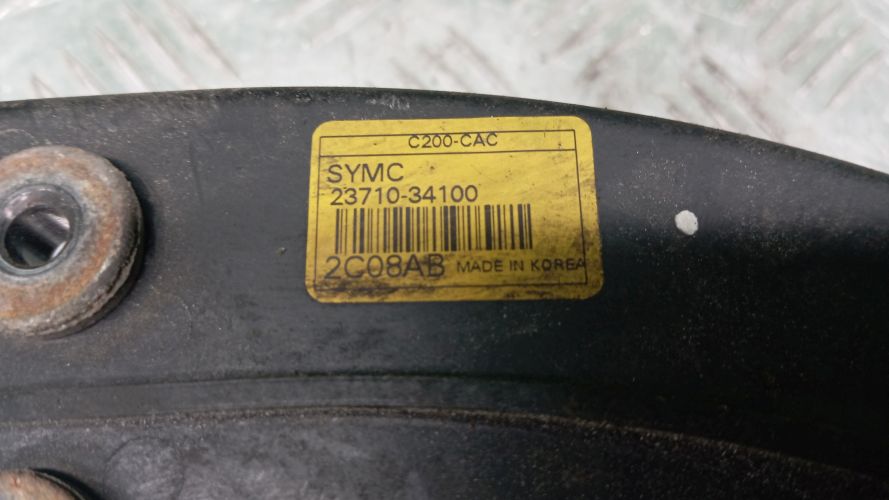 C200-CAC
SYMC
23710-34100
2C08AB MADE IN KOREA